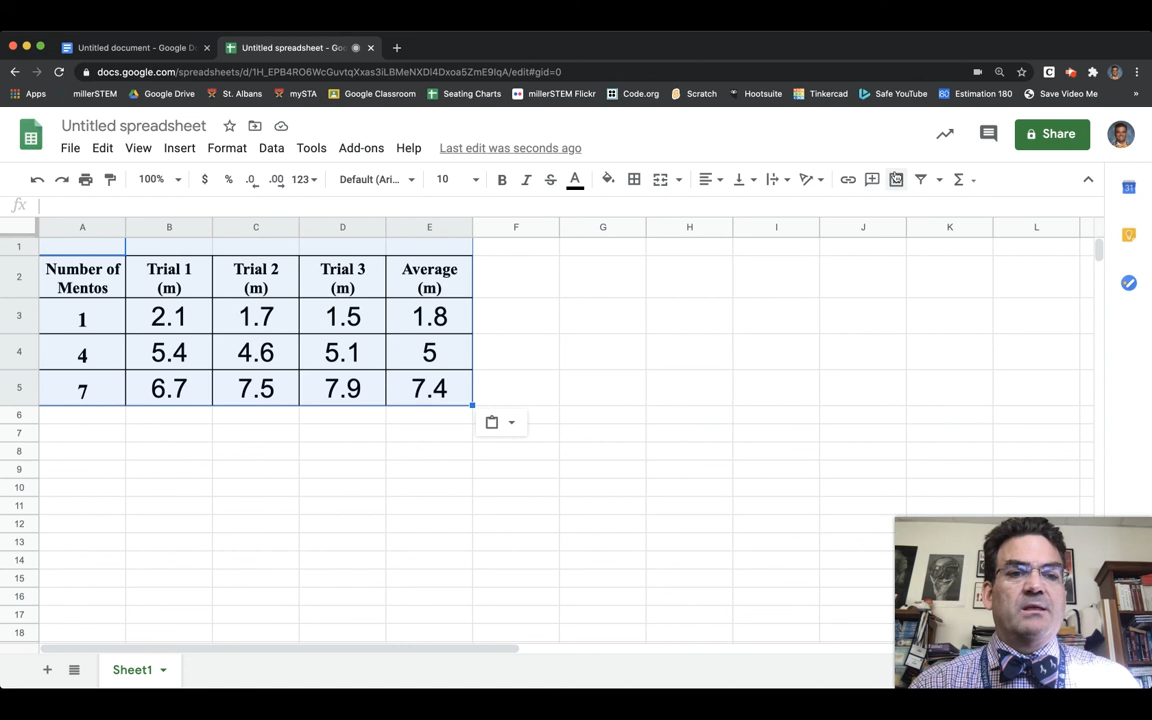 Untitled document - Google D
Untitled spreadsheet - Go
docs.google.com/spreadsheets/d/1H_EPB4RO6WcGuvtqXxas3iLBMeNXDl4Dxoa5ZmE9IqA/edit#gid=0
Apps millerSTEM Google Drive St. Albans mySTA Google Classroom Seating Charts millerSTEM Flickr Code.org Scratch Hootsuite Tinkercad Safe YouTube Estimation 180 Save Video Me »
Untitled spreadsheet
Share
File Edit View Insert Format Data Tools Add-ons Help Last edit was seconds ago
100% $ % .0 .00 123 Default (Ari... 10 B I S A Σ
fx
A B C D E F G H I J K L
1
2 Number of Trial 1 Trial 2 Trial 3 Average
Mentos (m) (m) (m) (m)
3 1 2.1 1.7 1.5 1.8
4 4 5.4 4.6 5.1 5
5 7 6.7 7.5 7.9 7.4
6
7
8
9
10
11
12
13
14
15
16
17
18
Sheet1